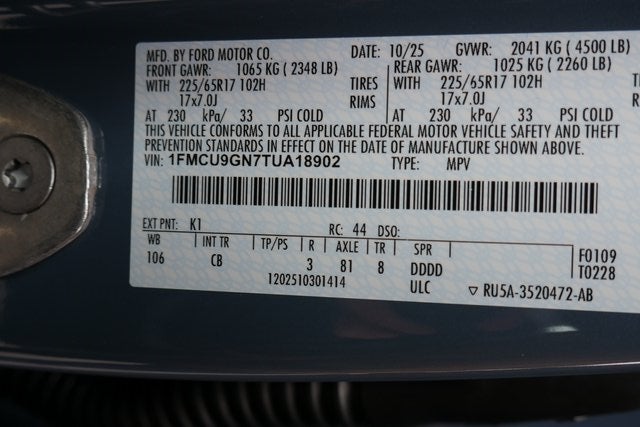 MFD. BY FORD MOTOR CO. DATE: 10/25 GVWR: 2041 KG ( 4500 LB)
FRONT GAWR: 1065 KG ( 2348 LB) REAR GAWR: 1025 KG ( 2260 LB)
WITH 225/65R17 102H TIRES WITH 225/65R17 102H
17x7.0J RIMS 17x7.0J
AT 230 kPa/ 33 PSI COLD AT 230 kPa/ 33 PSI COLD
THIS VEHICLE CONFORMS TO ALL APPLICABLE FEDERAL MOTOR VEHICLE SAFETY AND THEFT
PREVENTION STANDARDS IN EFFECT ON THE DATE OF MANUFACTURE SHOWN ABOVE.
VIN: 1FMCU9GN7TUA18902 TYPE: MPV
EXT PNT: K1 RC: 44 DSO:
WB INT TR TP/PS R AXLE TR SPR F0109
106 CB 3 81 8 DDDD T0228
1202510301414 ULC ▽ RU5A-3520472-AB